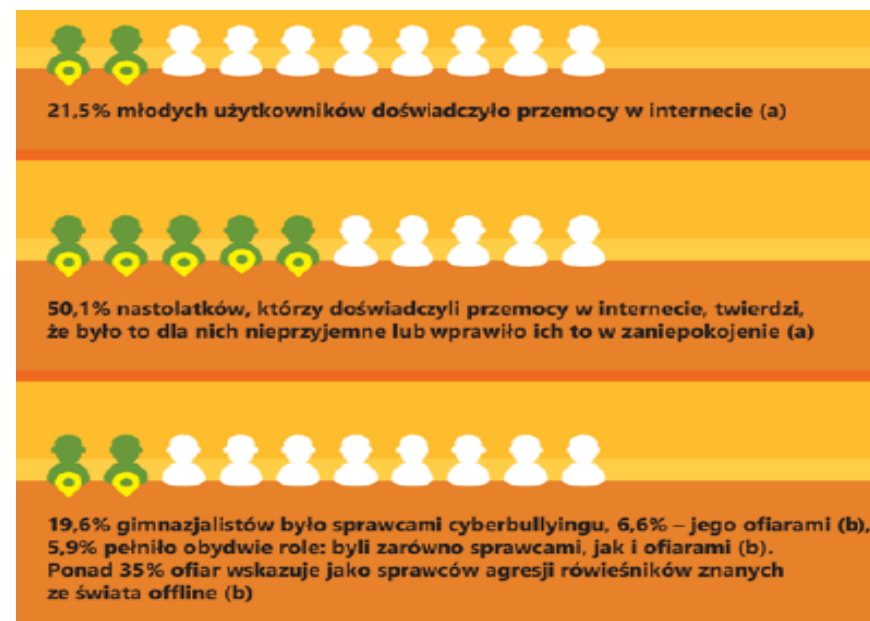 21,5% młodych użytkowników doświadczyło przemocy w internecie (a)
50,1% nastolatków, którzy doświadczyli przemocy w internecie, twierdzi,
że było to dla nich nieprzyjemne lub wprawiło ich to w zaniepokojenie (a)
19,6% gimnazjalistów było sprawcami cyberbullyingu, 6,6% – jego ofiarami (b),
5,9% pełniło obydwie role: byli zarówno sprawcami, jak i ofiarami (b).
Ponad 35% ofiar wskazuje jako sprawców agresji rówieśników znanych
ze świata offline (b)